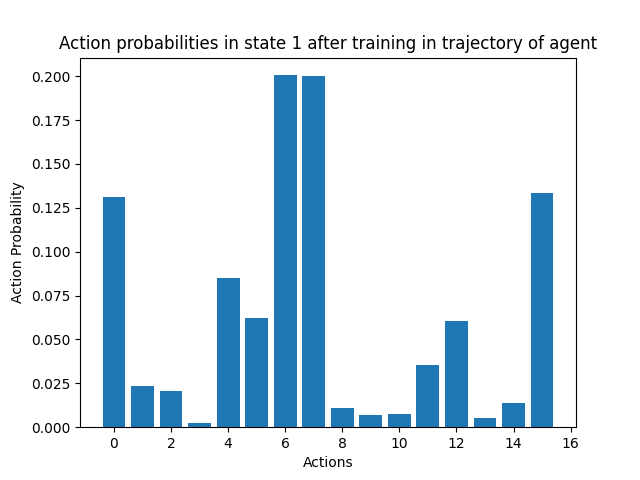 Action probabilities in state 1 after training in trajectory of agent
0.200
0.175
0.150
0.125
0.100
0.075
0.050
0.025
0.000
Action Probability
0 2 4 6 8 10 12 14 16
Actions